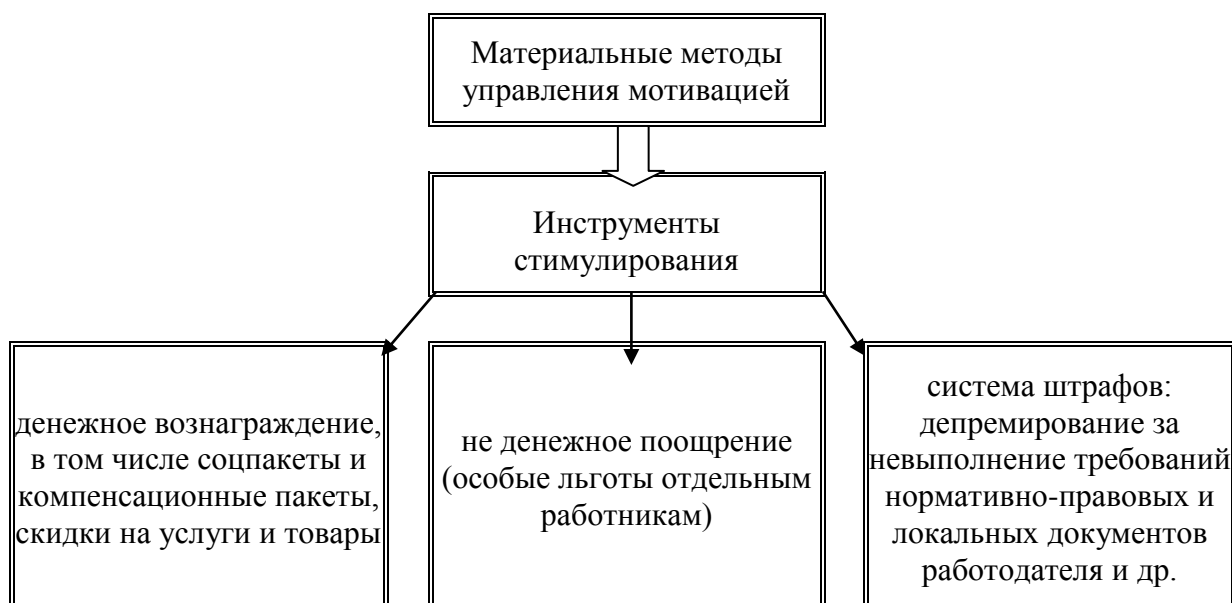 Материальные методы
управления мотивацией
Инструменты
стимулирования
денежное вознаграждение,
в том числе соцпакеты и
компенсационные пакеты,
скидки на услуги и товары
не денежное поощрение
(особые льготы отдельным
работникам)
система штрафов:
депремирование за
невыполнение требований
нормативно-правовых и
локальных документов
работодателя и др.